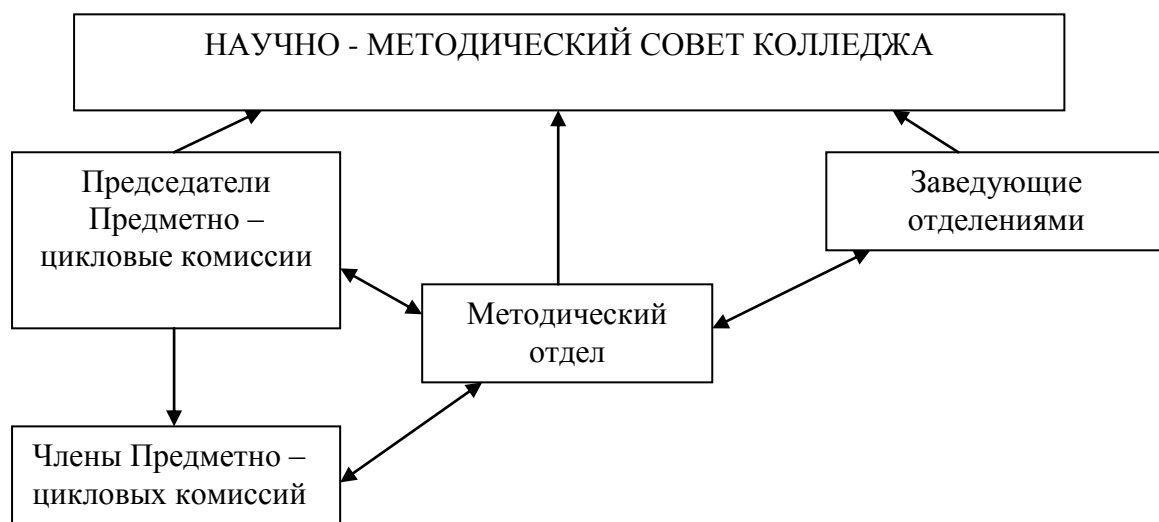 НАУЧНО - МЕТОДИЧЕСКИЙ СОВЕТ КОЛЛЕДЖА
Председатели
Предметно –
цикловые комиссии
Заведующие
отделениями
Методический
отдел
Члены Предметно –
цикловых комиссий